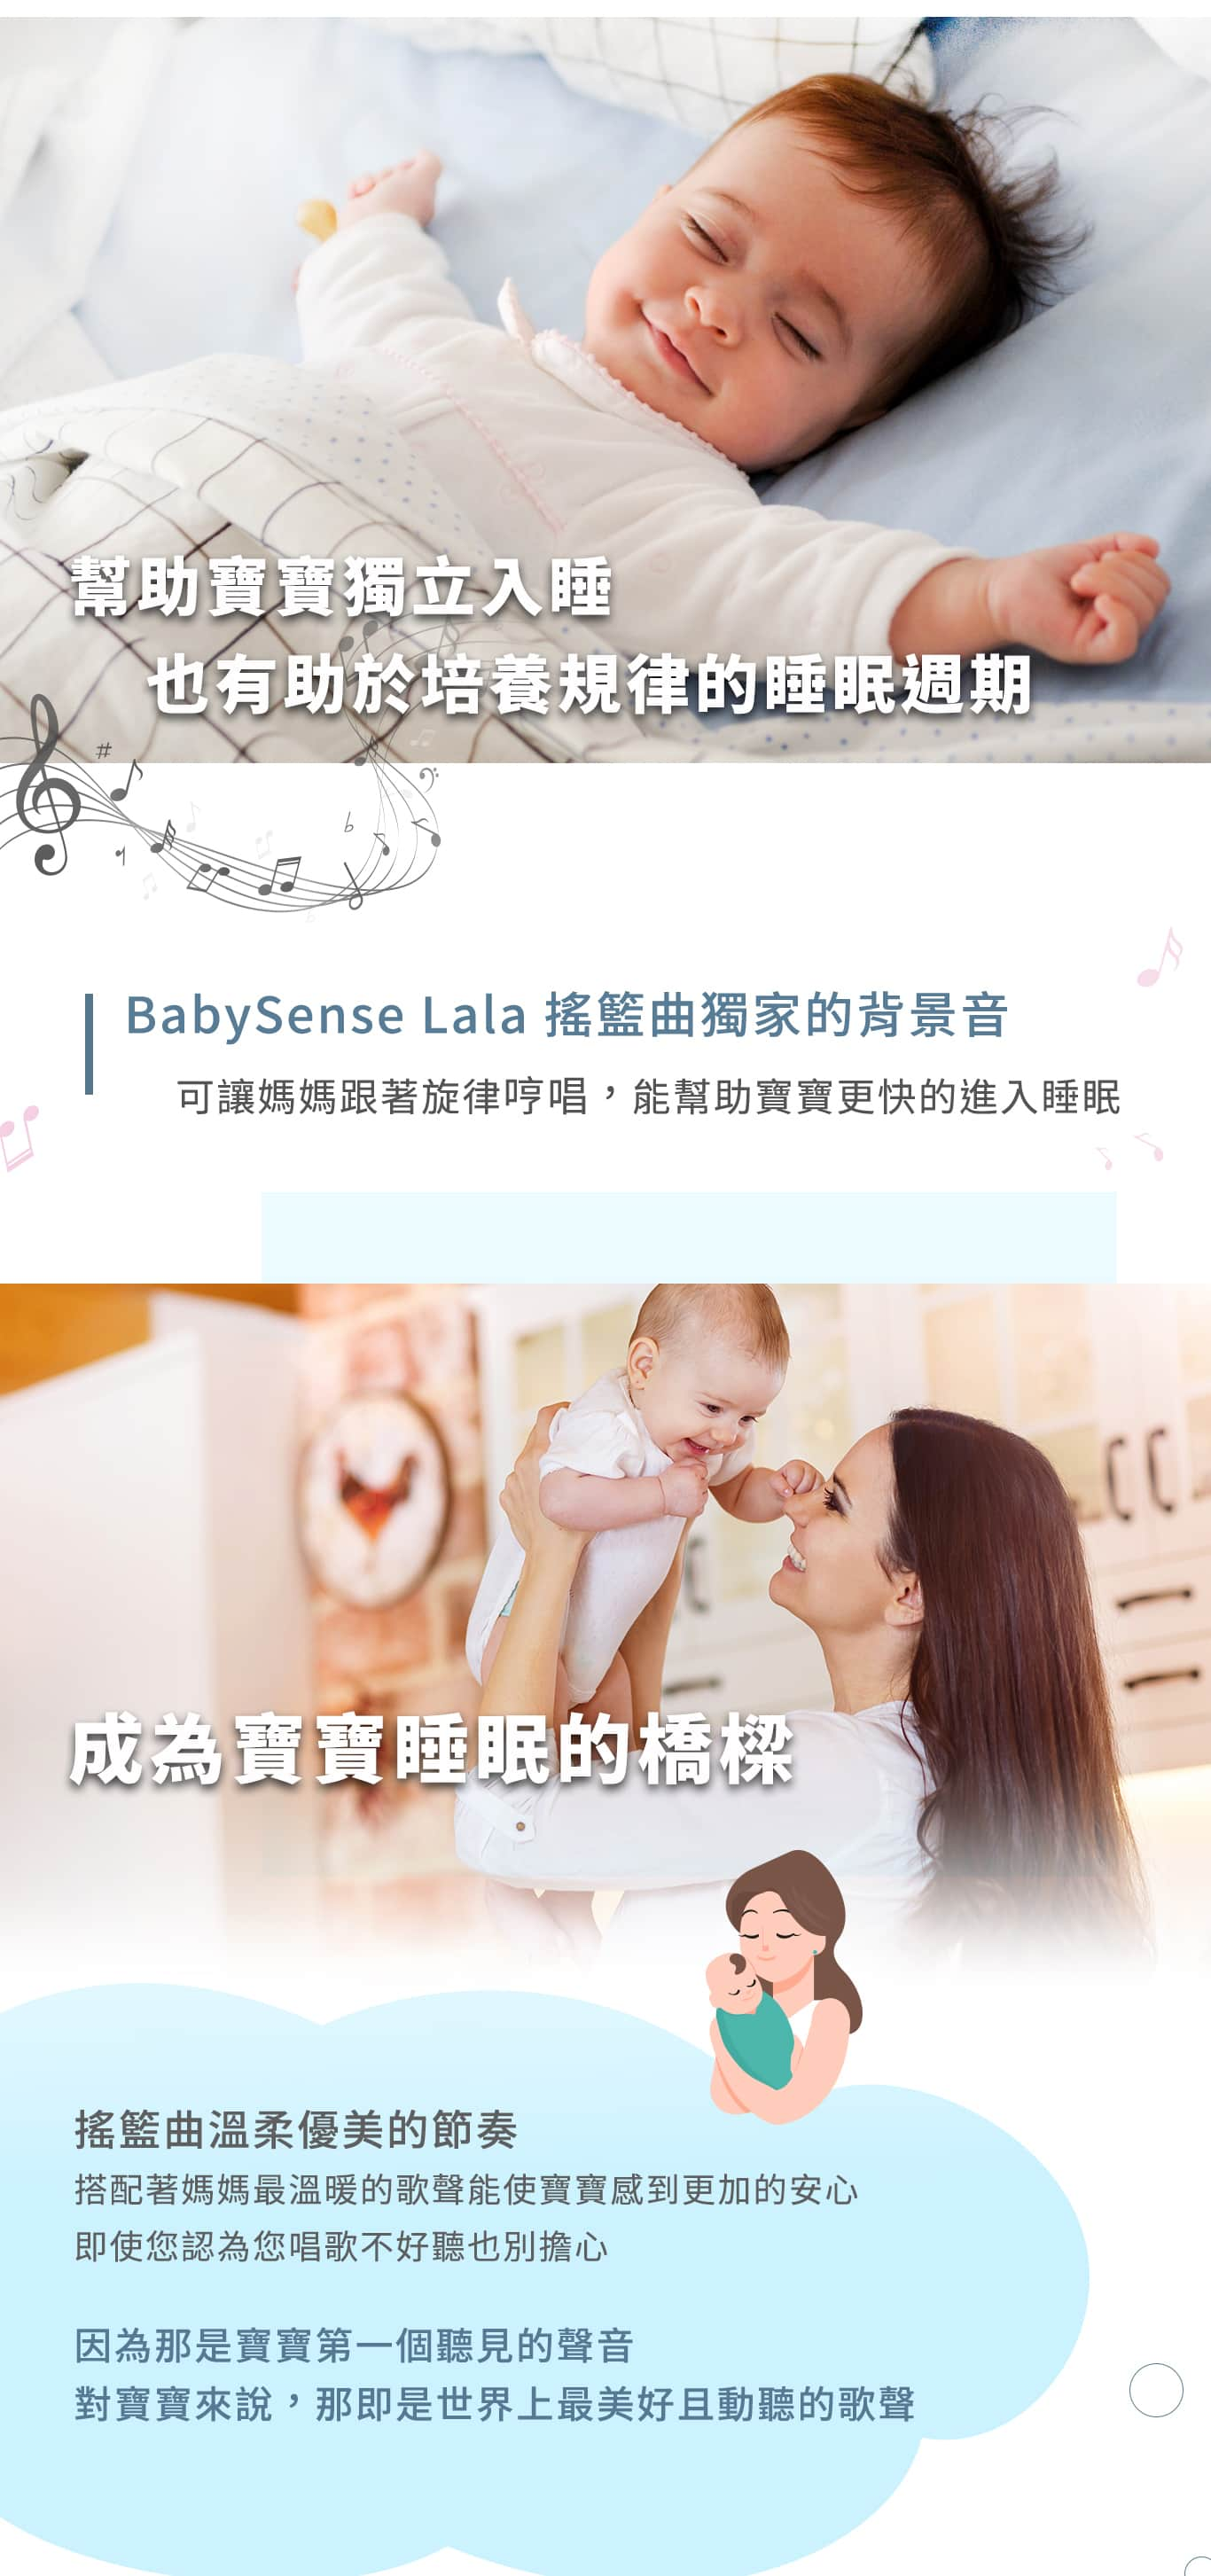 幫助寶寶獨立入睡
也有助於培養規律的睡眠週期
BabySense Lala 搖籃曲獨家的背景音
可讓媽媽跟著旋律哼唱，能幫助寶寶更快的進入睡眠
成為寶寶睡眠的橋樑
搖籃曲溫柔優美的節奏
搭配著媽媽最溫暖的歌聲能使寶寶感到更加的安心
即使您認為您唱歌不好聽也別擔心
因為那是寶寶第一個聽見的聲音
對寶寶來說，那即是世界上最美好且動聽的歌聲